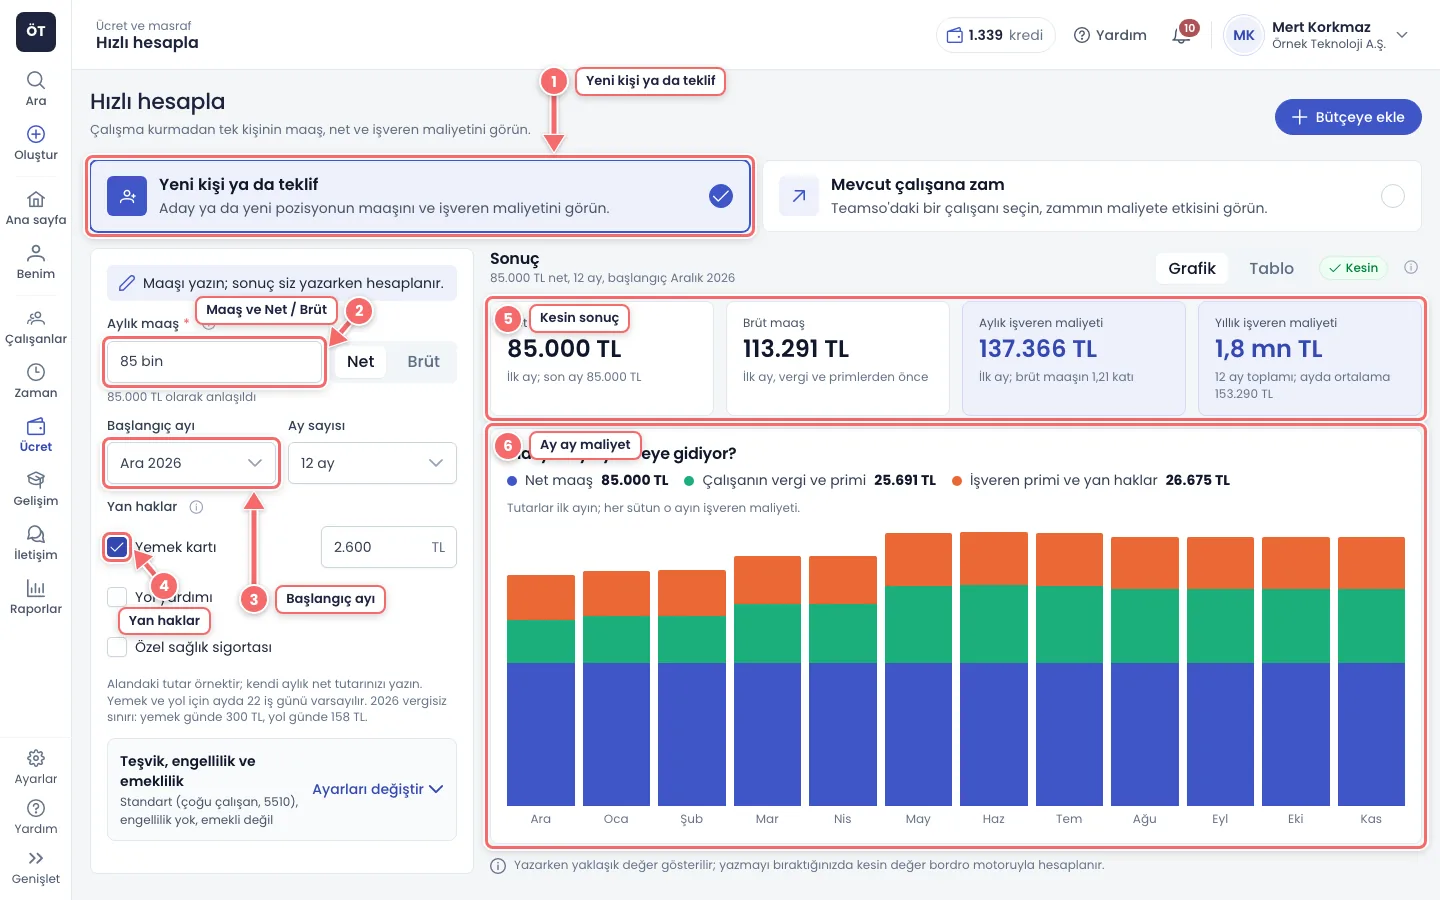 ÖT
Ara
Oluştur
Ana sayfa
Benim
Çalışanlar
Zaman
Ücret
Gelişim
İletişim
Raporlar
Ayarlar
Yardım
Genişlet
Ücret ve masraf
Hızlı hesapla
1.339 kredi
Yardım
10
MK
Mert Korkmaz
Örnek Teknoloji A.Ş.
1
Yeni kişi ya da teklif
Hızlı hesapla
Çalışma kurmadan tek kişinin maaş, net ve işveren maliyetini görün.
Bütçeye ekle
Yeni kişi ya da teklif
Aday ya da yeni pozisyonun maaşını ve işveren maliyetini görün.
Mevcut çalışana zam
Teamso'daki bir çalışanı seçin, zammın maliyete etkisini görün.
Maaşı yazın; sonuç siz yazarken hesaplanır.
Maaş ve Net / Brüt
2
Aylık maaş *
85 bin
Net
Brüt
85.000 TL olarak anlaşıldı
Başlangıç ayı
Ay sayısı
Ara 2026
12 ay
Yan haklar
Yemek kartı
2.600 TL
4
3
Başlangıç ayı
Yol yardımı
Yan haklar
Özel sağlık sigortası
Alandaki tutar örnektir; kendi aylık net tutarınızı yazın.
Yemek ve yol için ayda 22 iş günü varsayılır. 2026 vergisiz
sınırı: yemek günde 300 TL, yol günde 158 TL.
Teşvik, engellilik ve
emeklilik
Standart (çoğu çalışan, 5510),
engellilik yok, emekli değil
Ayarları değiştir
Sonuç
85.000 TL net, 12 ay, başlangıç Aralık 2026
Grafik
Tablo
Kesin
5
Kesin sonuç
85.000 TL
İlk ay; son ay 85.000 TL
Brüt maaş
113.291 TL
İlk ay, vergi ve primlerden önce
Aylık işveren maliyeti
137.366 TL
İlk ay; brüt maaşın 1,21 katı
Yıllık işveren maliyeti
1,8 mn TL
12 ay toplamı; ayda ortalama
153.290 TL
6
Ay ay maliyet
gidiyor?
Net maaş 85.000 TL
Çalışanın vergi ve primi 25.691 TL
İşveren primi ve yan haklar 26.675 TL
Tutarlar ilk ayın; her sütun o ayın işveren maliyeti.
Ara
Oca
Şub
Mar
Nis
May
Haz
Tem
Ağu
Eyl
Eki
Kas
Yazarken yaklaşık değer gösterilir; yazmayı bıraktığınızda kesin değer bordro motoruyla hesaplanır.